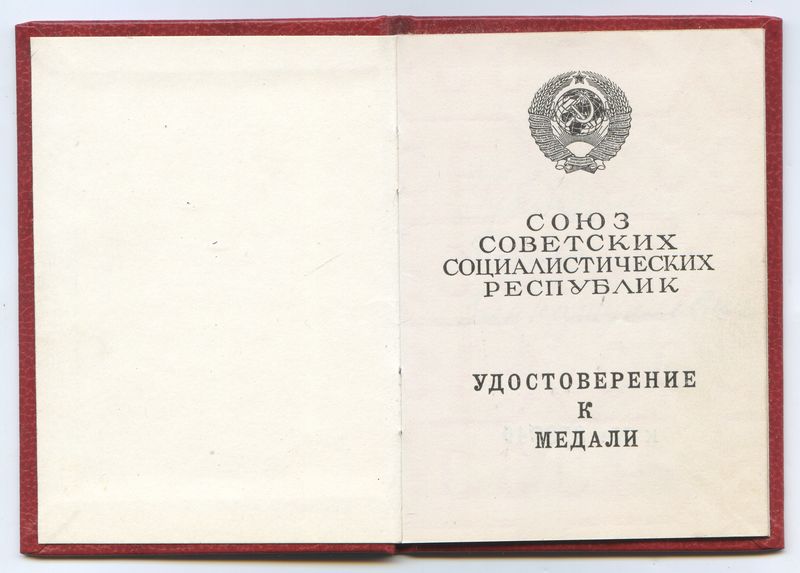 СОЮЗ
СОВЕТСКИХ
СОЦИАЛИСТИЧЕСКИХ
РЕСПУБЛИК
УДОСТОВЕРЕНИЕ
К
МЕДАЛИ